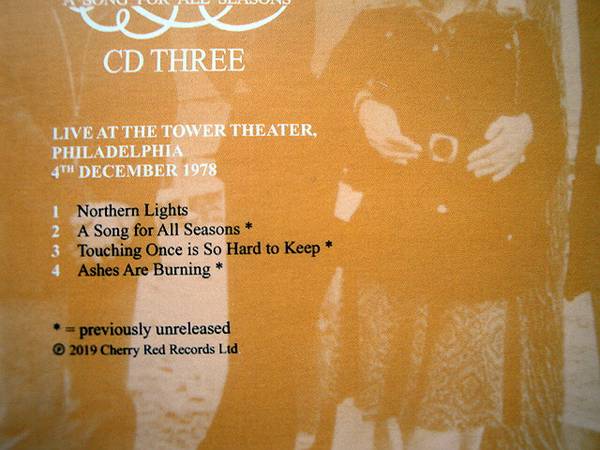 A SONG FOR ALL SEASONS
CD THREE
LIVE AT THE TOWER THEATER,
PHILADELPHIA
4TH DECEMBER 1978
1 Northern Lights
2 A Song for All Seasons *
3 Touching Once is So Hard to Keep *
4 Ashes Are Burning *
* = previously unreleased
℗ 2019 Cherry Red Records Ltd